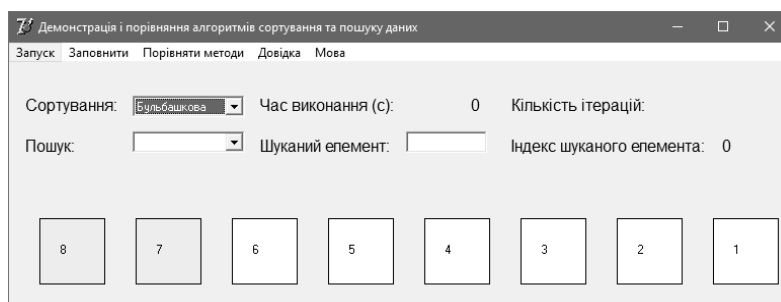 Демонстрація і порівняння алгоритмів сортування та пошуку даних
Запуск Заповнити Порівняти методи Довідка Мова
Сортування: Бульбашкова Час виконання (с): 0 Кількість ітерацій:
Пошук: Шуканий елемент: Індекс шуканого елемента: 0
8 7 6 5 4 3 2 1